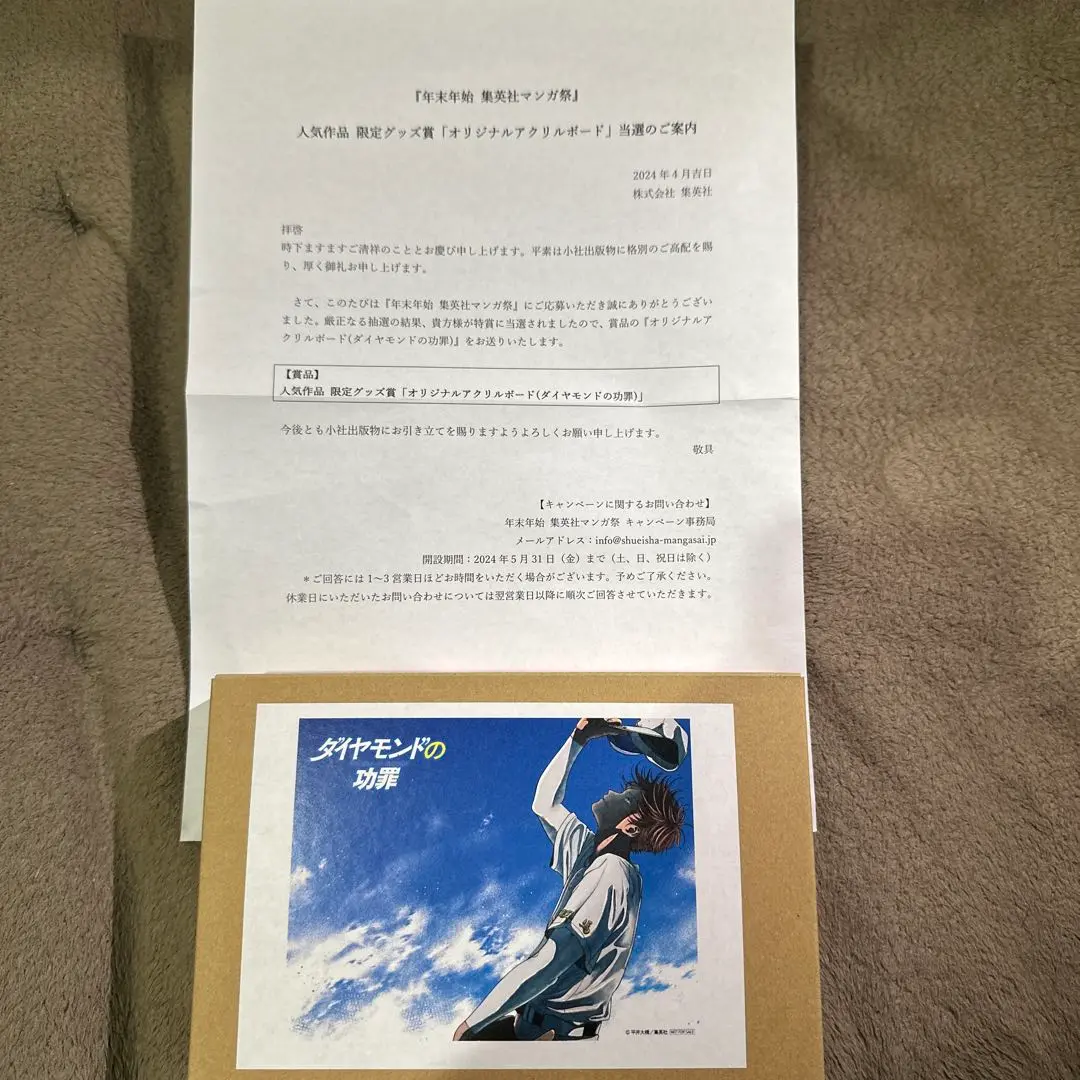 『年末年始 集英社マンガ祭』
人気作品 限定グッズ賞「オリジナルアクリルボード」当選のご案内
2024年4月吉日
株式会社 集英社
拝啓
時下ますますご清祥のこととお慶び申し上げます。平素は小社出版物に格別のご高配を賜
り、厚く御礼お申し上げます。
さて、このたびは『年末年始 集英社マンガ祭』にご応募いただき誠にありがとうござい
ました。厳正なる抽選の結果、貴方様が特賞に当選されましたので、賞品の『オリジナルア
クリルボード(ダイヤモンドの功罪)』をお送りいたします。
【賞品】
人気作品 限定グッズ賞「オリジナルアクリルボード(ダイヤモンドの功罪)」
今後とも小社出版物にお引き立てを賜りますようよろしくお願い申し上げます。
敬具
【キャンペーンに関するお問い合わせ】
年末年始 集英社マンガ祭 キャンペーン事務局
メールアドレス：info@shueisha-mangasai.jp
開設期間：2024年5月31日（金）まで（土、日、祝日は除く）
＊ご回答には1～3営業日ほどお時間をいただく場合がございます。予めご了承ください。
休業日にいただいたお問い合わせについては翌営業日以降に順次ご回答させていただきます。
ダイヤモンドの
功罪
©平井大橋／集英社 NOT FOR SALE